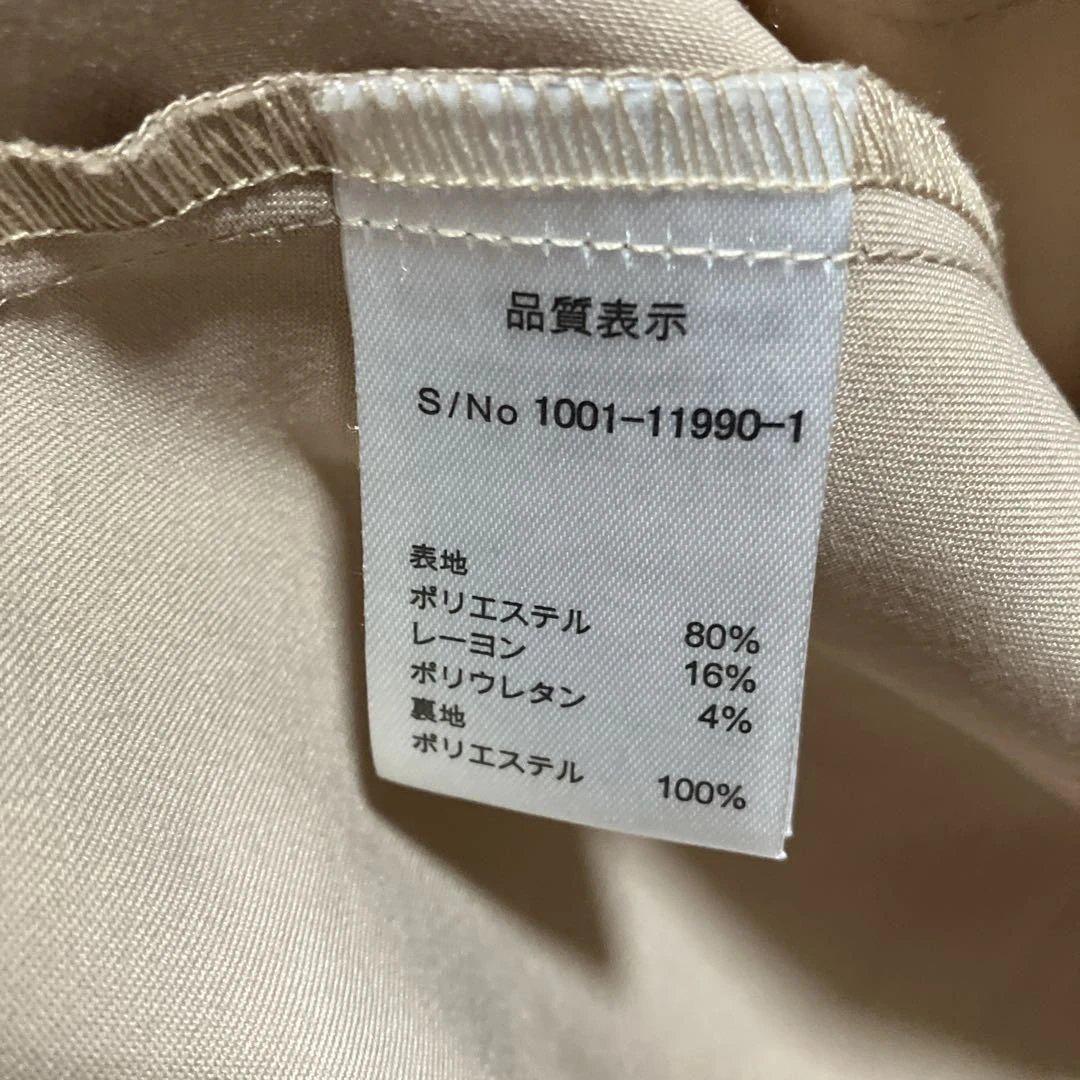 品質表示
S/No 1001-11990-1
表地
ポリエステル 80%
レーヨン 16%
ポリウレタン 4%
裏地
ポリエステル 100%